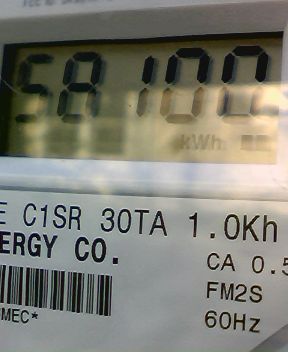 58100
kWh
E C1SR 30TA 1.0Kh
ERGY CO.
CA 0.5
FM2S
MEC*
60Hz